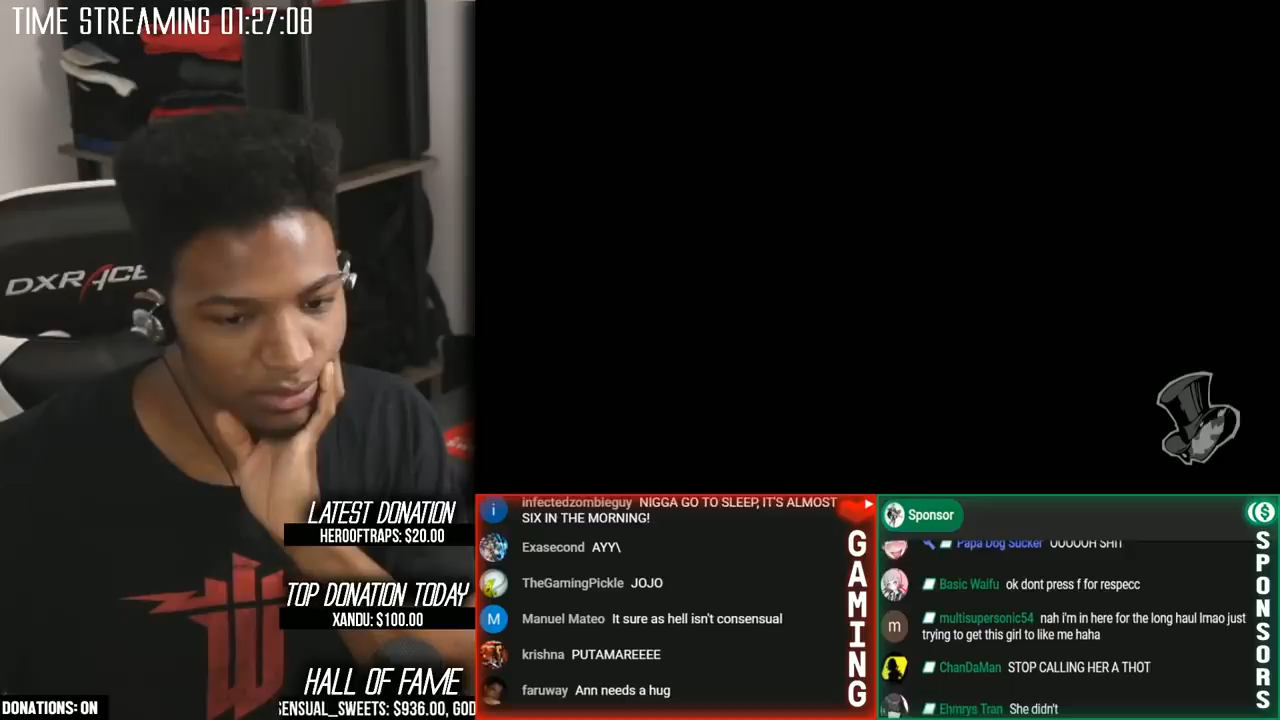 TIME STREAMING 01:27:08
DXRACE
LATEST DONATION
HEROOFTRAPS: $20.00
TOP DONATION TODAY
XANDU: $100.00
HALL OF FAME
SENSUAL_SWEETS: $936.00, GOD
DONATIONS: ON
infectedzombieguy NIGGA GO TO SLEEP, IT'S ALMOST
SIX IN THE MORNING!
Exasecond AYY\
TheGamingPickle JOJO
M Manuel Mateo It sure as hell isn't consensual
krishna PUTAMAREEEE
faruway Ann needs a hug
GAMING
Sponsor
Papa Dog Sucker OOOOOH SHIT
Basic Waifu ok dont press f for respecc
m multisupersonic54 nah i'm in here for the long haul lmao just
trying to get this girl to like me haha
ChanDaMan STOP CALLING HER A THOT
Ehmrys Tran She didn't
SPONSORS